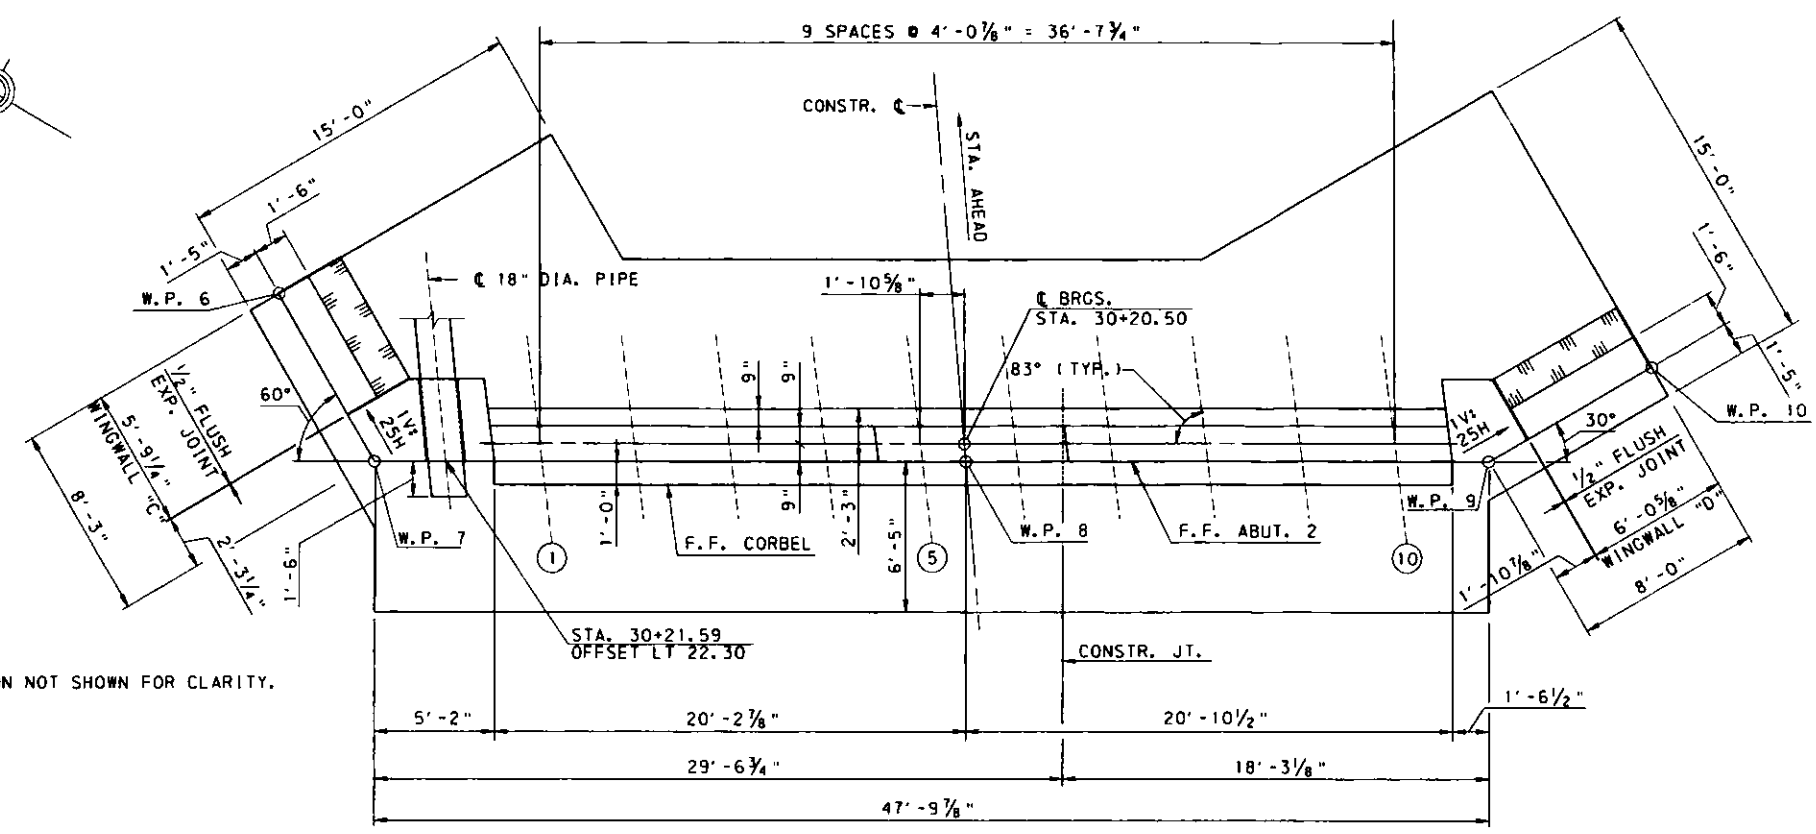 9 SPACES @ 4'-0⅞" = 36'-7¾"
CONSTR. ℄
STA. AHEAD
15'-0"
1'-6"
1'-5"
W.P. 6
℄ 18" DIA. PIPE
1'-10⅝"
℄ BRGS.
STA. 30+20.50
83° (TYP.)
15'-0"
1'-6"
1'-5"
W.P. 10
60°
½" FLUSH
EXP. JOINT
5'-9¼"
WINGWALL "C"
8'-3"
2'-3¼"
1'-6"
1V:
25H
W.P. 7
9"
9"
1'-0"
9"
2'-3"
6'-5"
F.F. CORBEL
1
5
10
W.P. 8
F.F. ABUT. 2
1V:
25H
W.P. 9
30°
½" FLUSH
EXP. JOINT
6'-0⅝"
WINGWALL "D"
8'-0"
1'-10⅞"
STA. 30+21.59
OFFSET LT 22.30
CONSTR. JT.
N NOT SHOWN FOR CLARITY.
5'-2"
20'-2⅞"
20'-10½"
1'-6½"
29'-6¾"
18'-3⅛"
47'-9⅞"